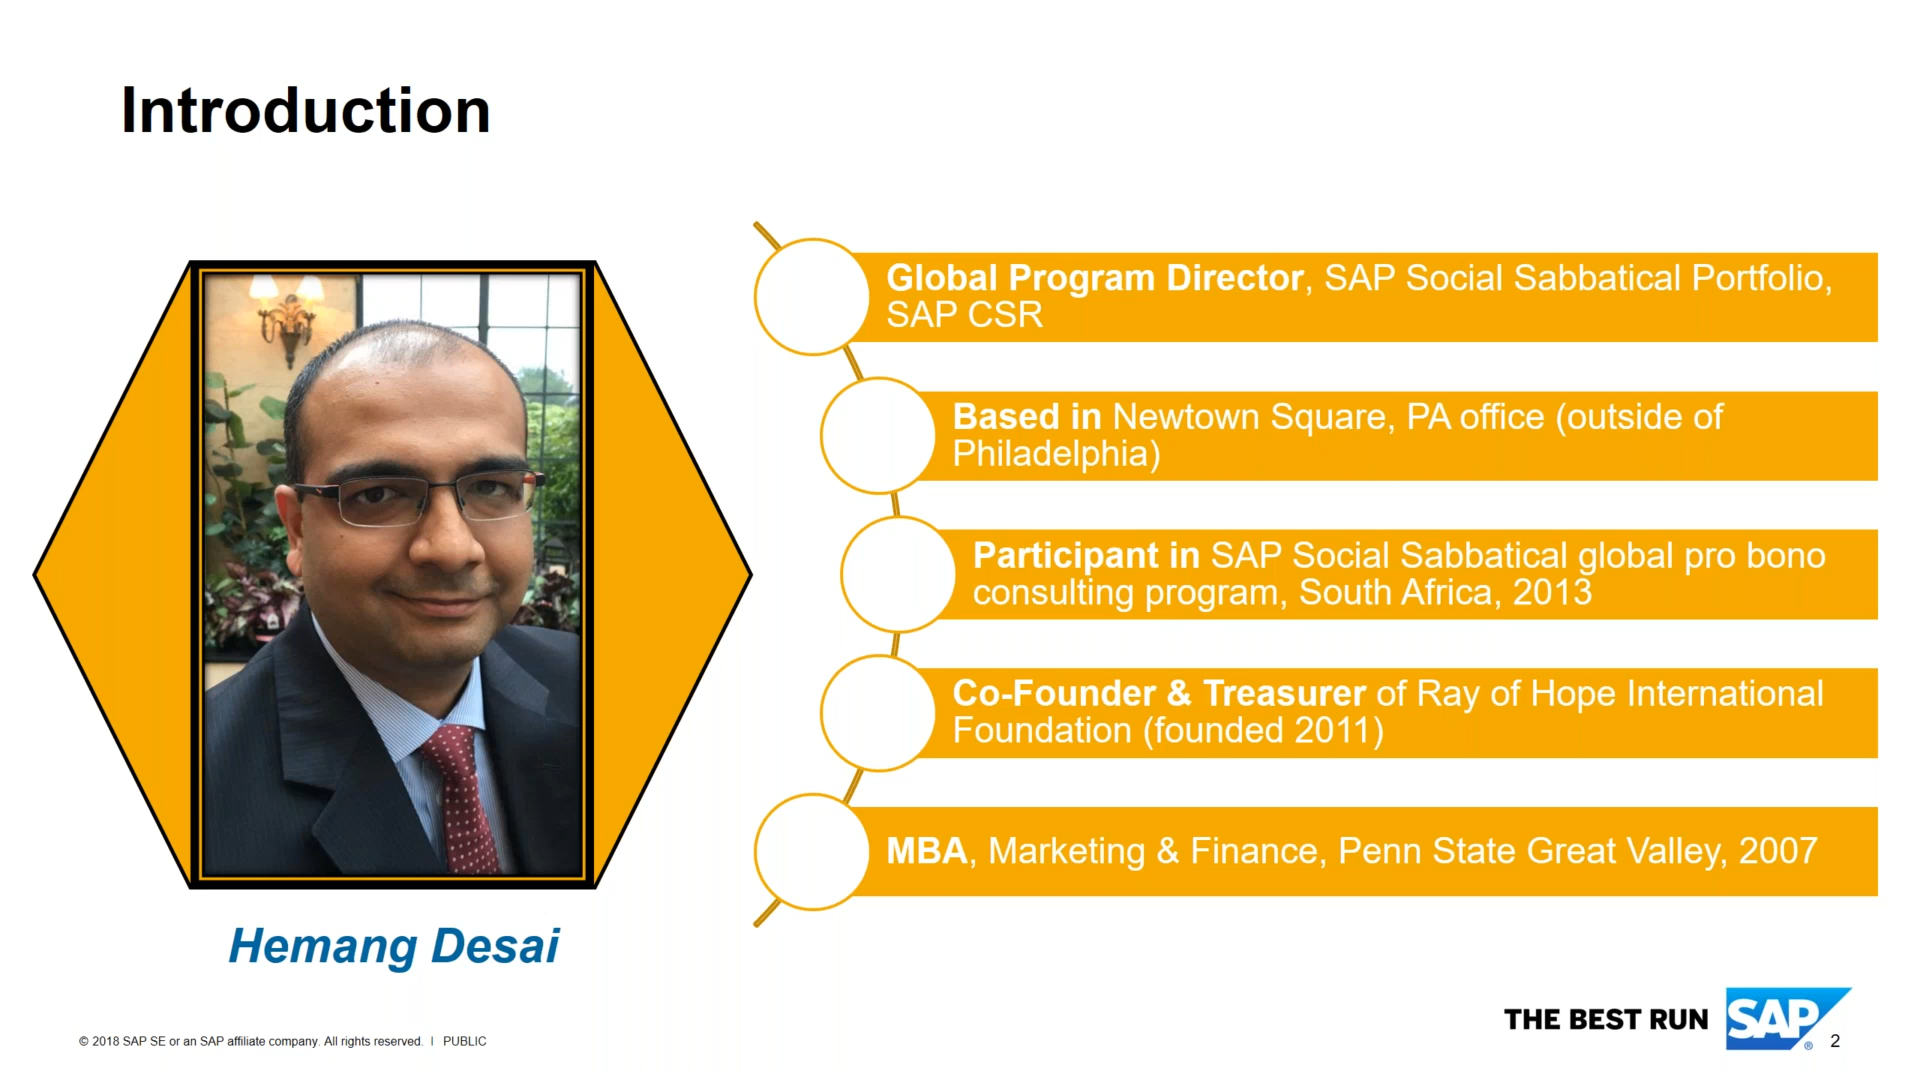 Introduction
Global Program Director, SAP Social Sabbatical Portfolio,
SAP CSR
Based in Newtown Square, PA office (outside of
Philadelphia)
Participant in SAP Social Sabbatical global pro bono
consulting program, South Africa, 2013
Co-Founder & Treasurer of Ray of Hope International
Foundation (founded 2011)
MBA, Marketing & Finance, Penn State Great Valley, 2007
Hemang Desai
© 2018 SAP SE or an SAP affiliate company. All rights reserved. I PUBLIC
THE BEST RUN SAP ®
2